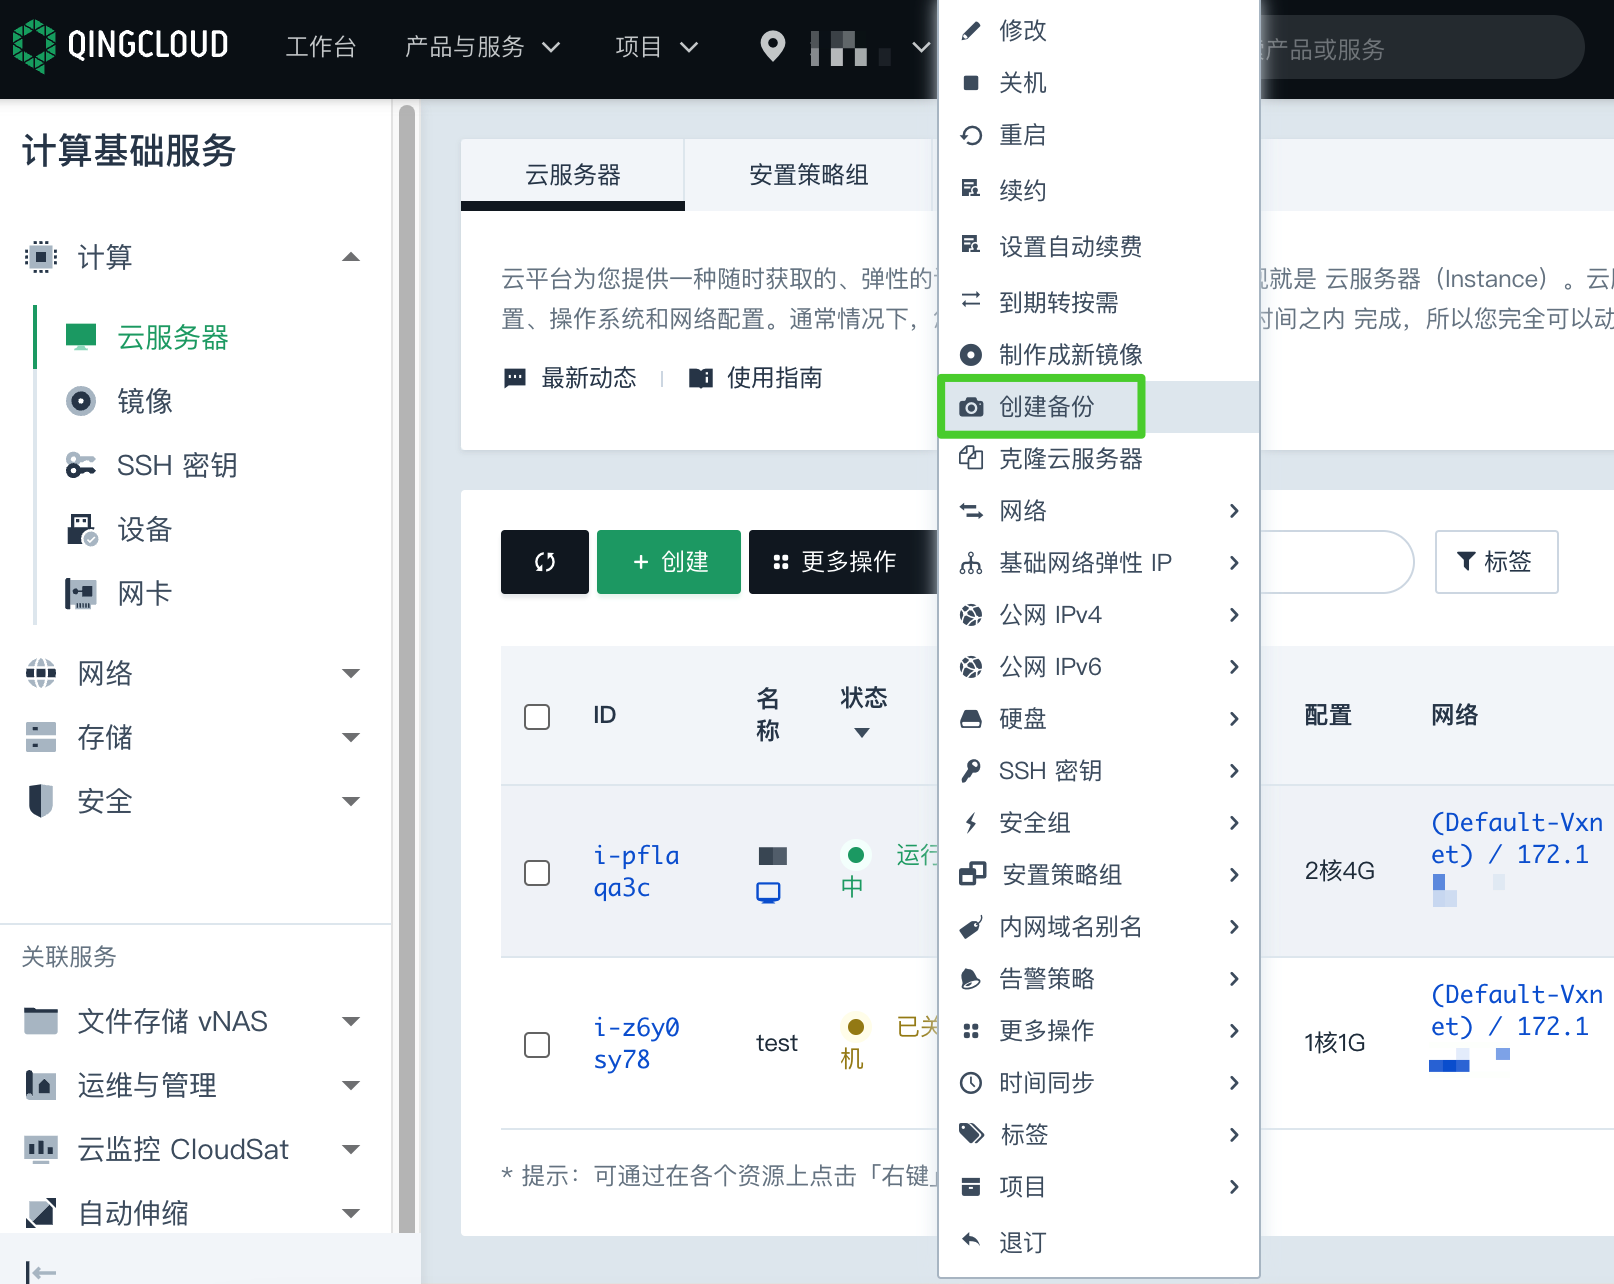 QINGCLOUD
工作台
产品与服务
项目
产品或服务
计算基础服务
计算
云服务器
镜像
SSH 密钥
设备
网卡
网络
存储
安全
关联服务
文件存储 vNAS
运维与管理
云监控 CloudSat
自动伸缩
云服务器
安置策略组
云平台为您提供一种随时获取的、弹性的
就是 云服务器（Instance）。云
置、操作系统和网络配置。通常情况下，
时间之内 完成，所以您完全可以动
最新动态
使用指南
+ 创建
更多操作
标签
ID
名
称
状态
配置
网络
i-pfla
qa3c
运行
中
2核4G
(Default-Vxn
et) / 172.1
i-z6y0
sy78
test
已关
机
1核1G
(Default-Vxn
et) / 172.1
* 提示：可通过在各个资源上点击「右键」
修改
关机
重启
续约
设置自动续费
到期转按需
制作成新镜像
创建备份
克隆云服务器
网络
基础网络弹性 IP
公网 IPv4
公网 IPv6
硬盘
SSH 密钥
安全组
安置策略组
内网域名别名
告警策略
更多操作
时间同步
标签
项目
退订